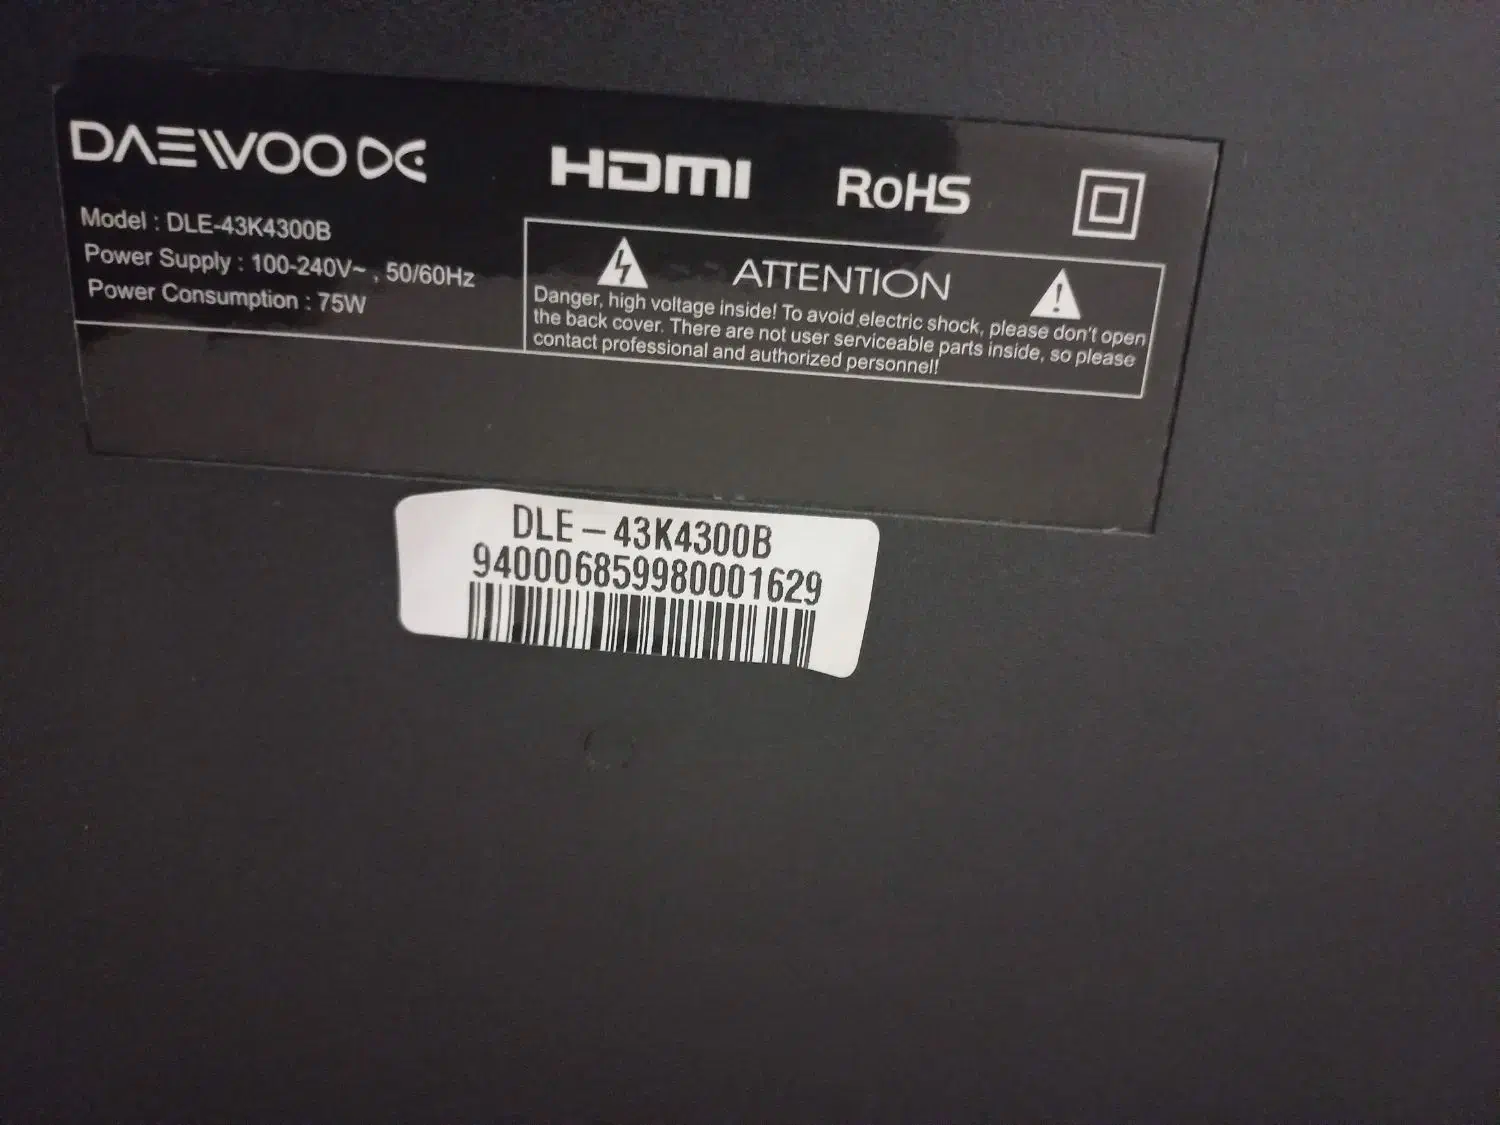 DAEWOO DE
HDMI
RoHS
Model : DLE-43K4300B
Power Supply : 100-240V~ , 50/60Hz
Power Consumption : 75W
ATTENTION
Danger, high voltage inside! To avoid electric shock, please don't open
the back cover. There are not user serviceable parts inside, so please
contact professional and authorized personnel!
DLE-43K4300B
940006859980001629